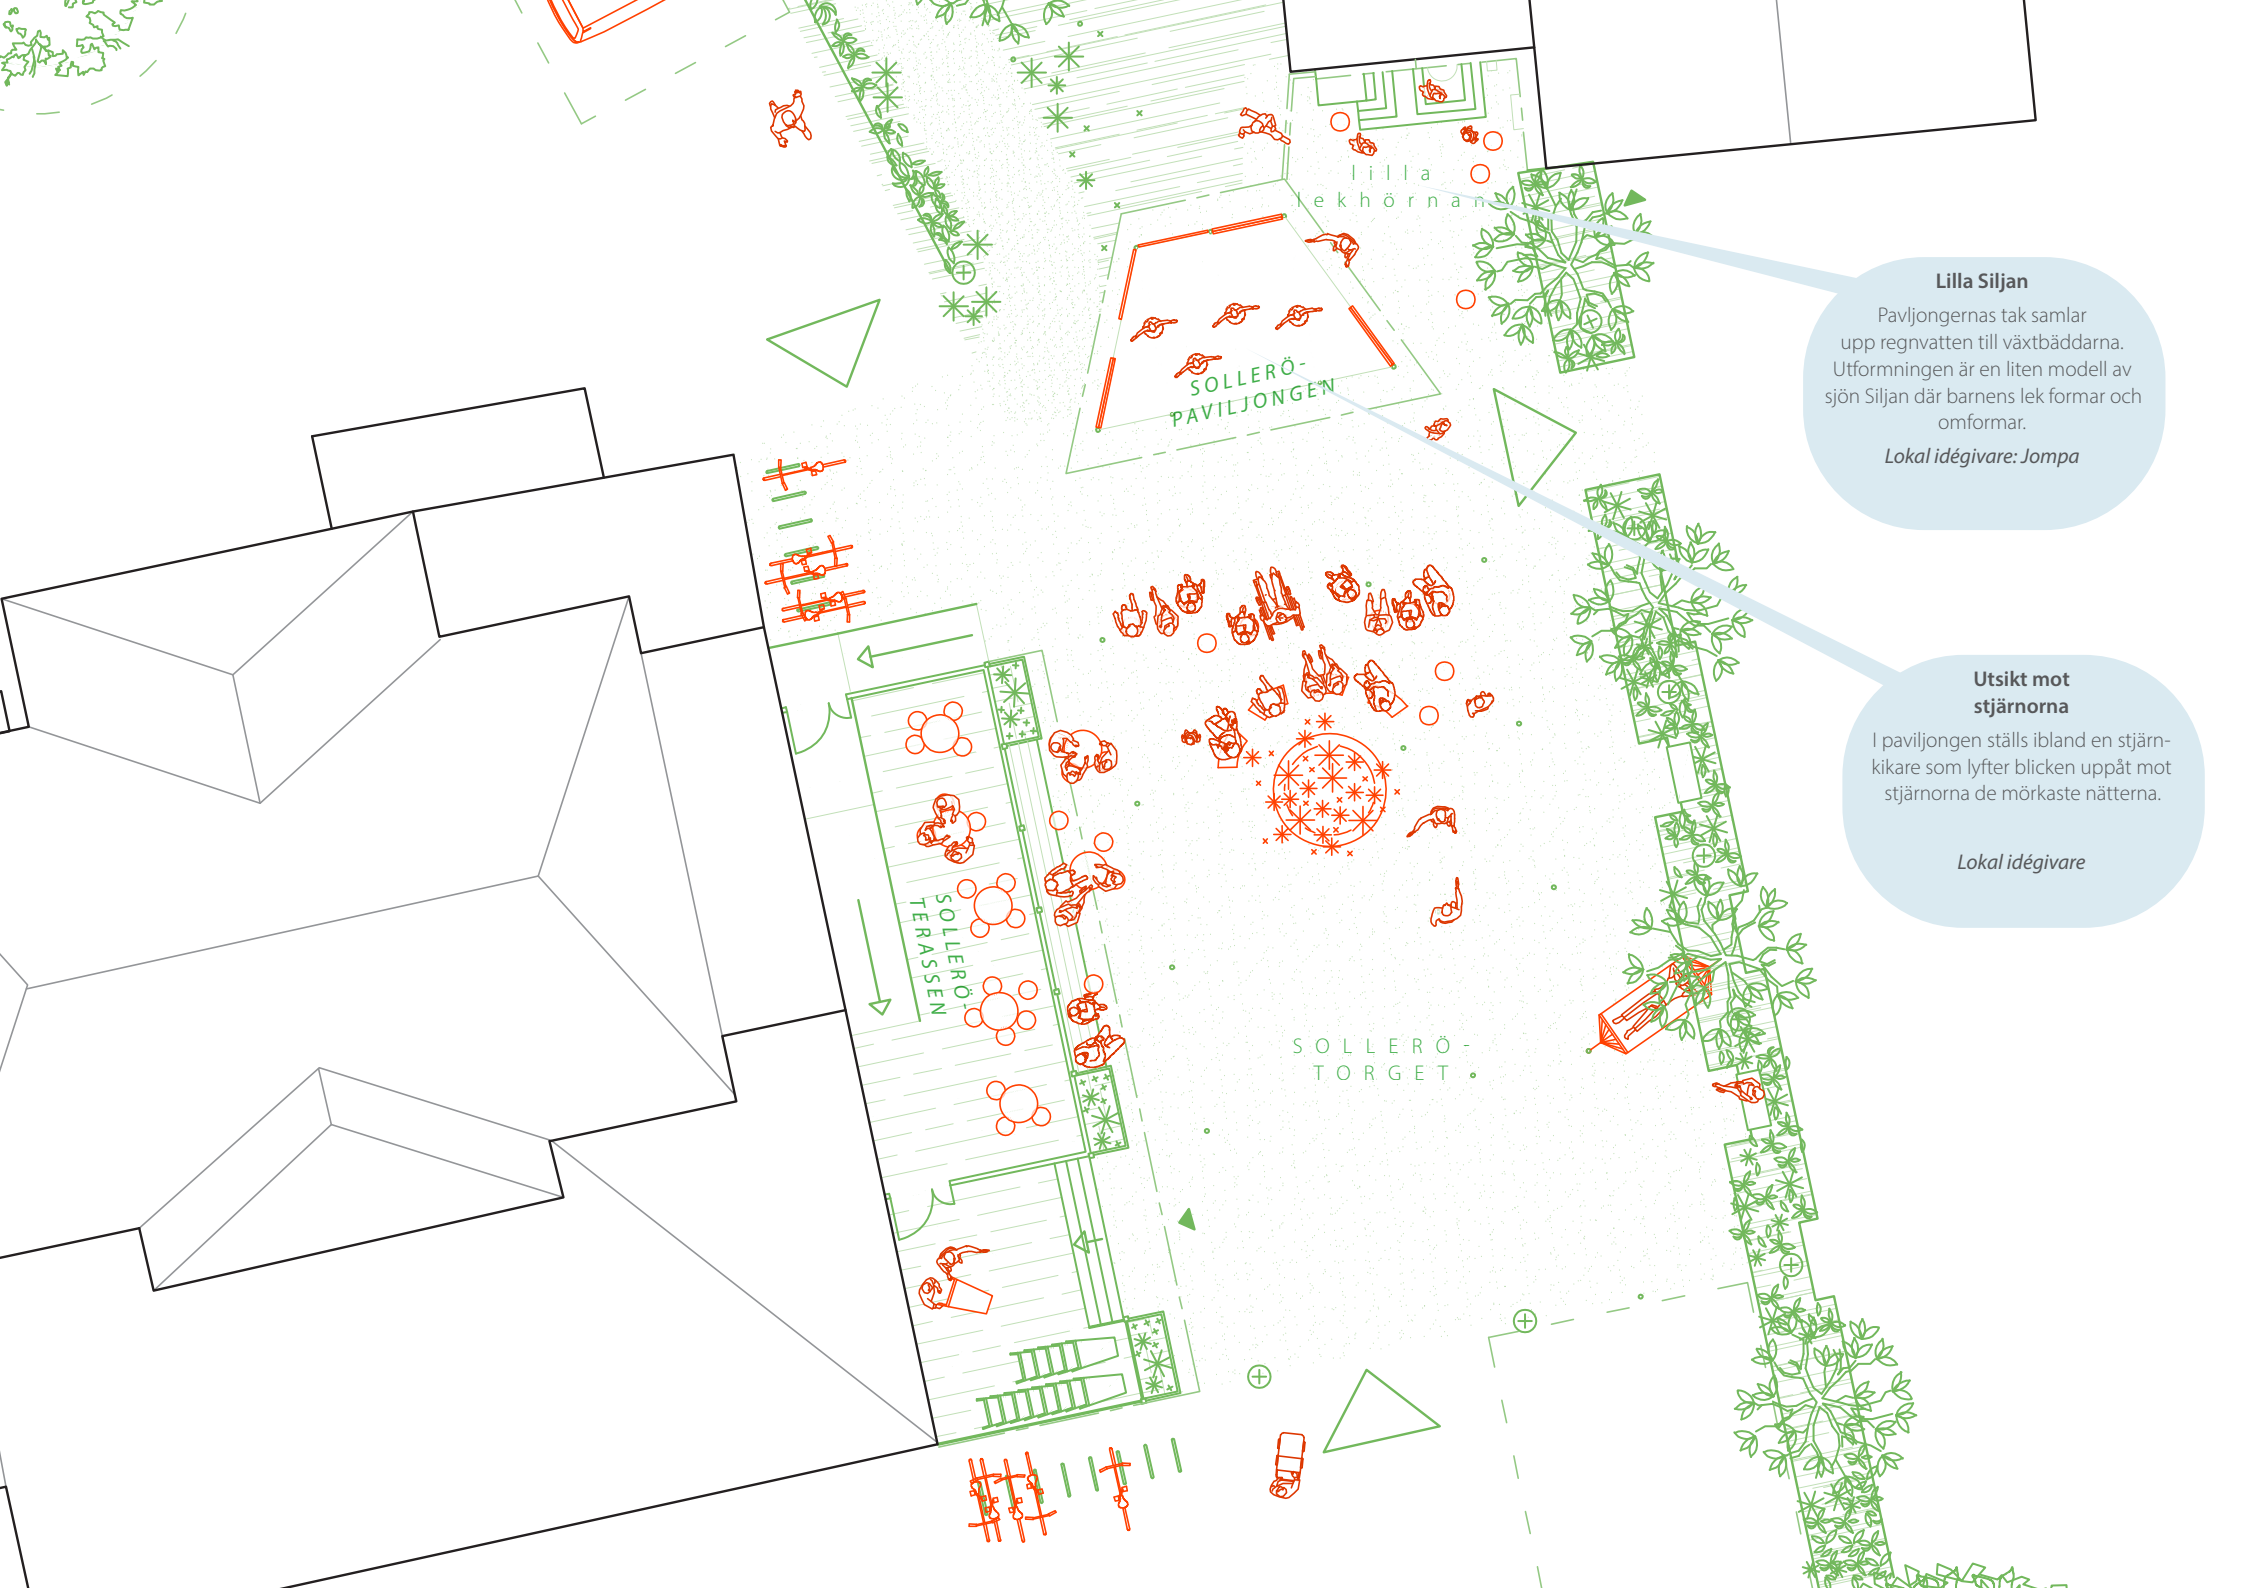 lilla
lekhörnan
SOLLERÖ-
PAVILJONGEN
Lilla Siljan
Pavljongernas tak samlar
upp regnvatten till växtbäddarna.
Utformningen är en liten modell av
sjön Siljan där barnens lek formar och
omformar.
Lokal idégivare: Jompa
Utsikt mot
stjärnorna
I paviljongen ställs ibland en stjärn-
kikare som lyfter blicken uppåt mot
stjärnorna de mörkaste nätterna.
Lokal idégivare
SOLLERÖ-
TERASSEN
SOLLERÖ-
TORGET